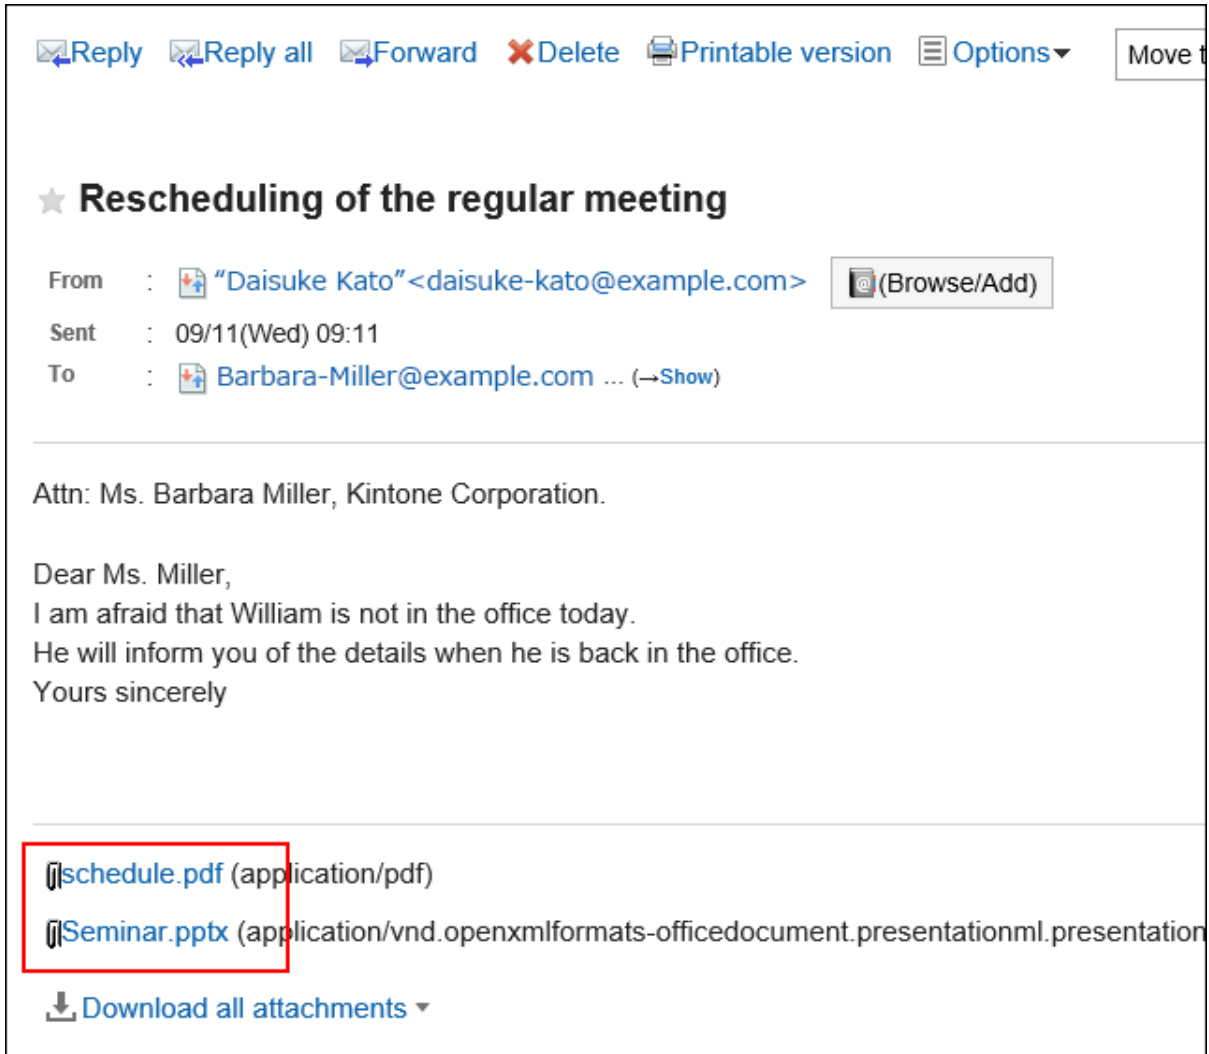 Reply Reply all Forward Delete Printable version Options Move t
Rescheduling of the regular meeting
From : “Daisuke Kato”<daisuke-kato@example.com> (Browse/Add)
Sent : 09/11(Wed) 09:11
To : Barbara-Miller@example.com ... (→Show)
Attn: Ms. Barbara Miller, Kintone Corporation.
Dear Ms. Miller,
I am afraid that William is not in the office today.
He will inform you of the details when he is back in the office.
Yours sincerely
schedule.pdf (application/pdf)
Seminar.pptx (application/vnd.openxmlformats-officedocument.presentationml.presentation
Download all attachments